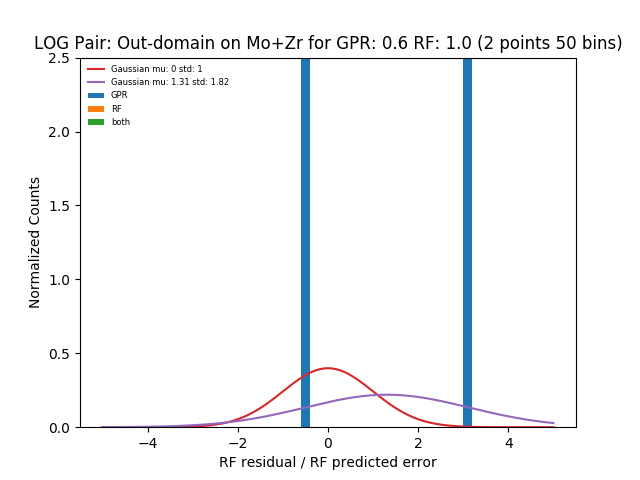 LOG Pair: Out-domain on Mo+Zr for GPR: 0.6 RF: 1.0 (2 points 50 bins)
Gaussian mu: 0 std: 1
Gaussian mu: 1.31 std: 1.82
GPR
RF
both
2.5
2.0
1.5
1.0
0.5
0.0
Normalized Counts
−4
−2
0
2
4
RF residual / RF predicted error